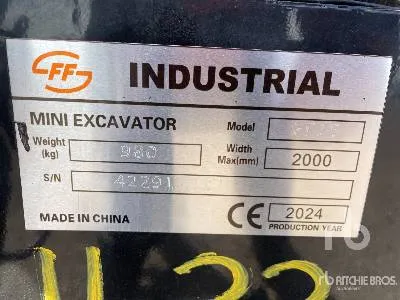 FF INDUSTRIAL
MINI EXCAVATOR Model
Weight (kg) 980 Width Max(mm) 2000
S/N 42291
MADE IN CHINA CE 2024
PRODUCTION YEAR
rb RITCHIE BROS.